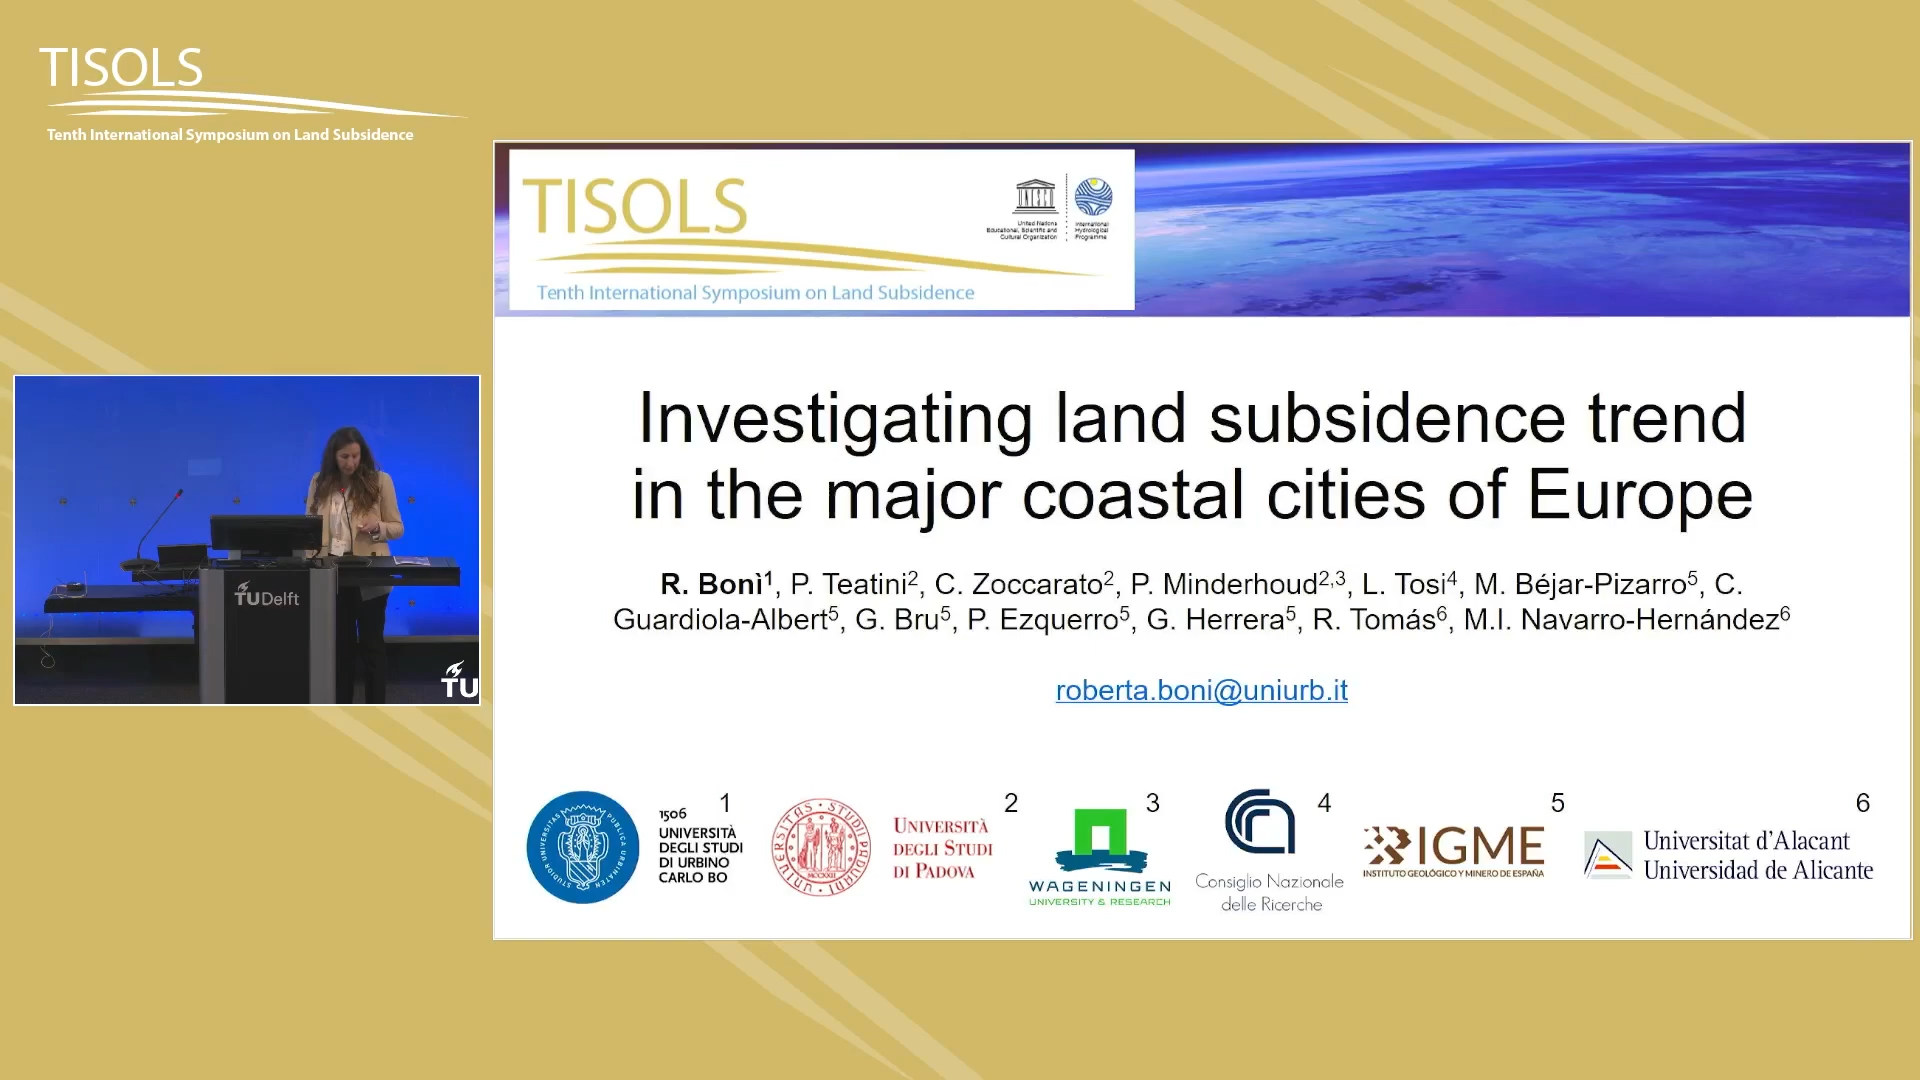 TISOLS
Tenth International Symposium on Land Subsidence
TISOLS
United Nations
Educational, Scientific and
Cultural Organization
International
Hydrological
Programme
Tenth International Symposium on Land Subsidence
Investigating land subsidence trend
in the major coastal cities of Europe
R. Bonì1, P. Teatini2, C. Zoccarato2, P. Minderhoud2,3, L. Tosi4, M. Béjar-Pizarro5, C.
Guardiola-Albert5, G. Bru5, P. Ezquerro5, G. Herrera5, R. Tomás6, M.I. Navarro-Hernández6
roberta.boni@uniurb.it
TUDelft
TU
1
1506
UNIVERSITÀ
DEGLI STUDI
DI URBINO
CARLO BO
2
UNIVERSITÀ
DEGLI STUDI
DI PADOVA
3
WAGENINGEN
UNIVERSITY & RESEARCH
4
Consiglio Nazionale
delle Ricerche
5
IGME
INSTITUTO GEOLÓGICO Y MINERO DE ESPAÑA
6
Universitat d'Alacant
Universidad de Alicante